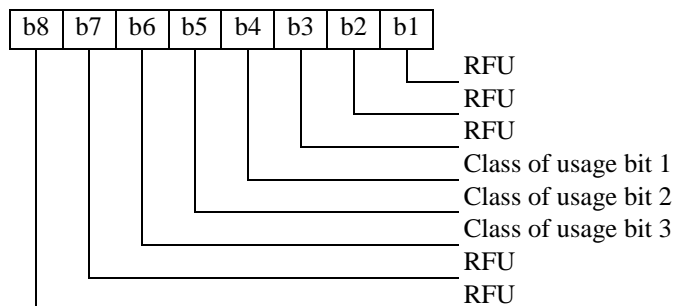 b8 b7 b6 b5 b4 b3 b2 b1
RFU
RFU
RFU
Class of usage bit 1
Class of usage bit 2
Class of usage bit 3
RFU
RFU